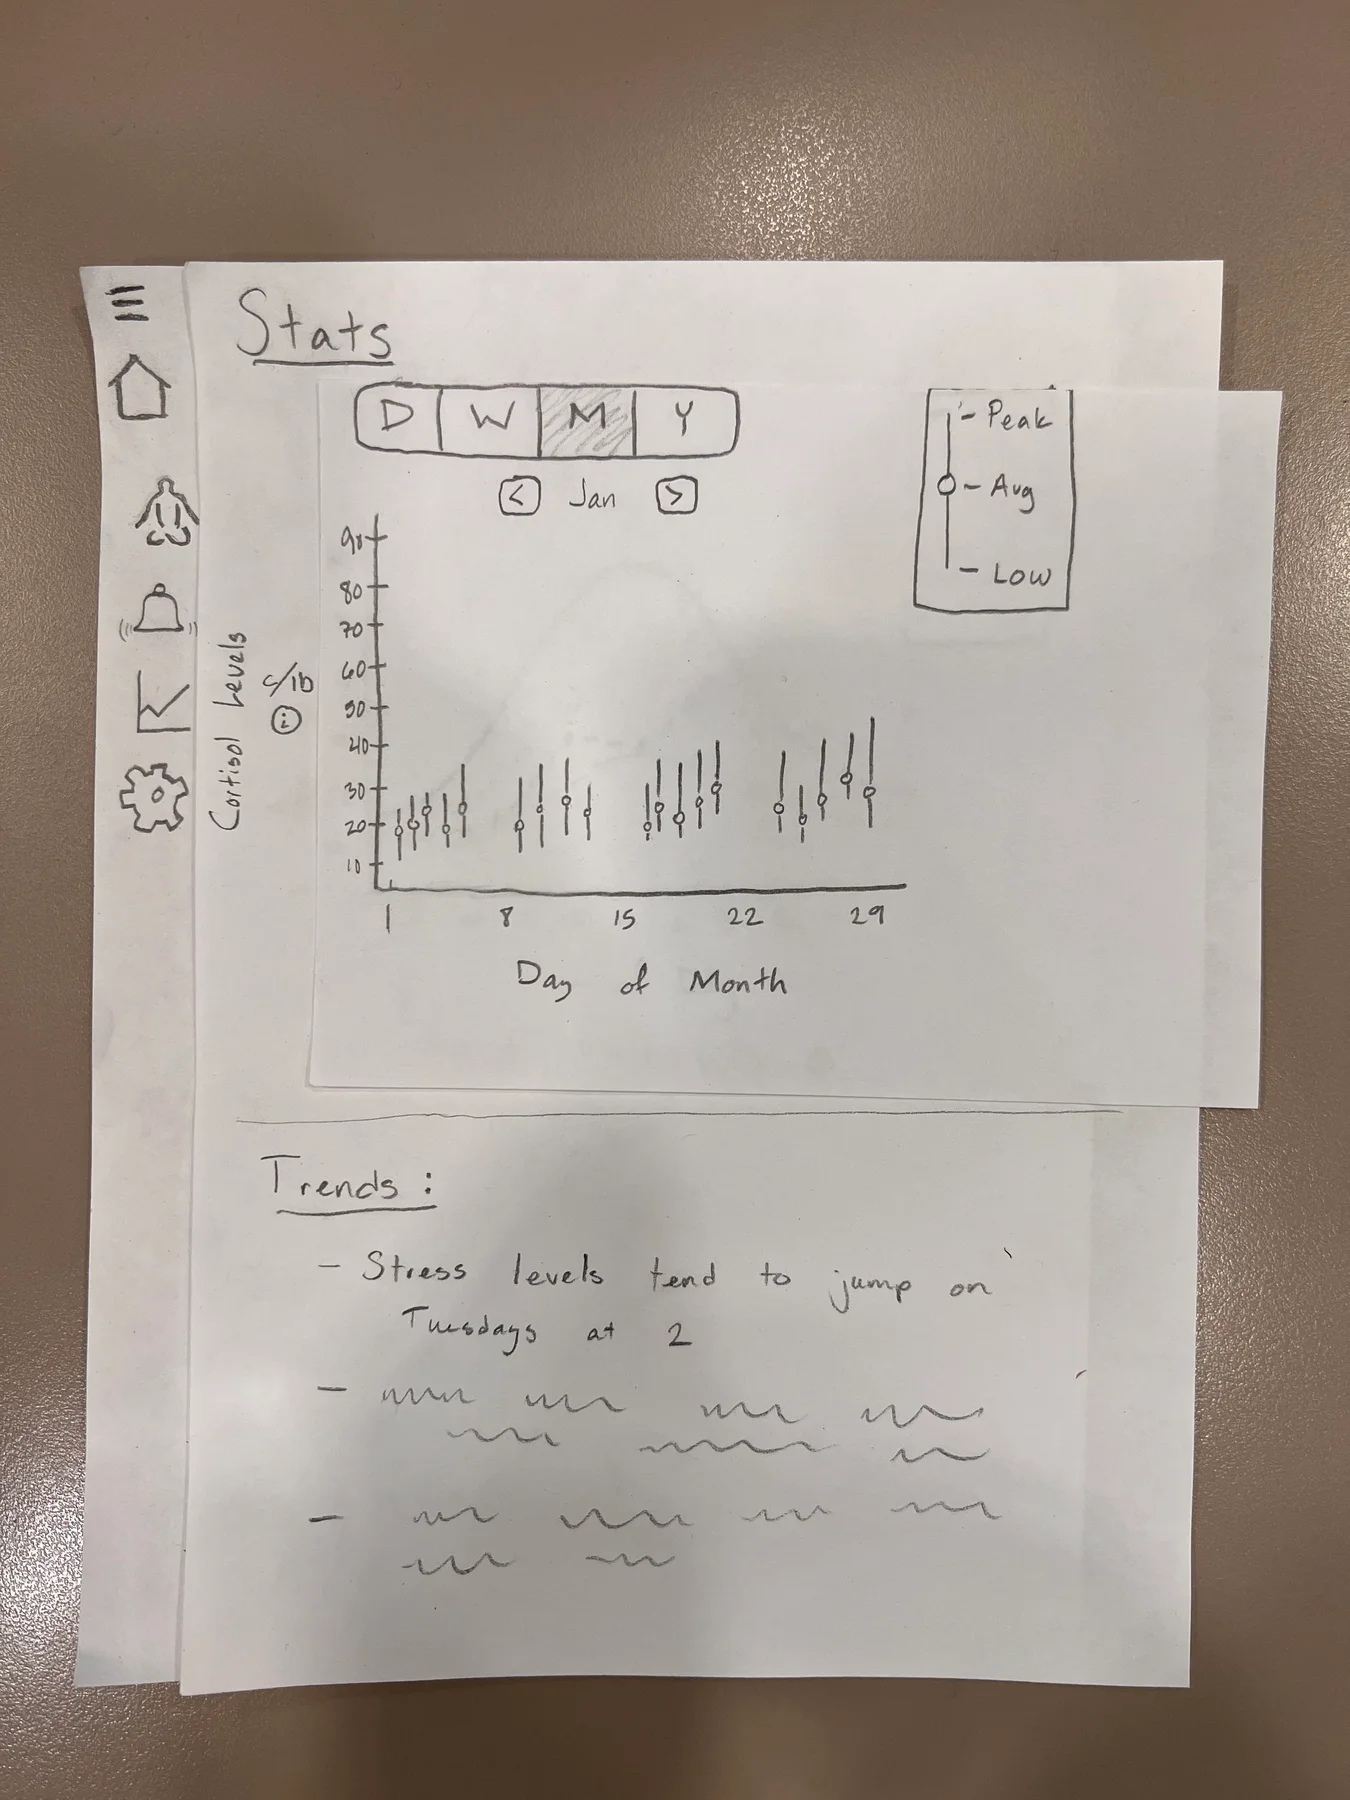 Stats
D W M Y
< Jan >
Peak
Avg
Low
Cortisol Levels
c/lb
i
90
80
70
60
50
40
30
20
10
1 8 15 22 29
Day of Month
Trends:
- Stress levels tend to jump on
Tuesdays at 2